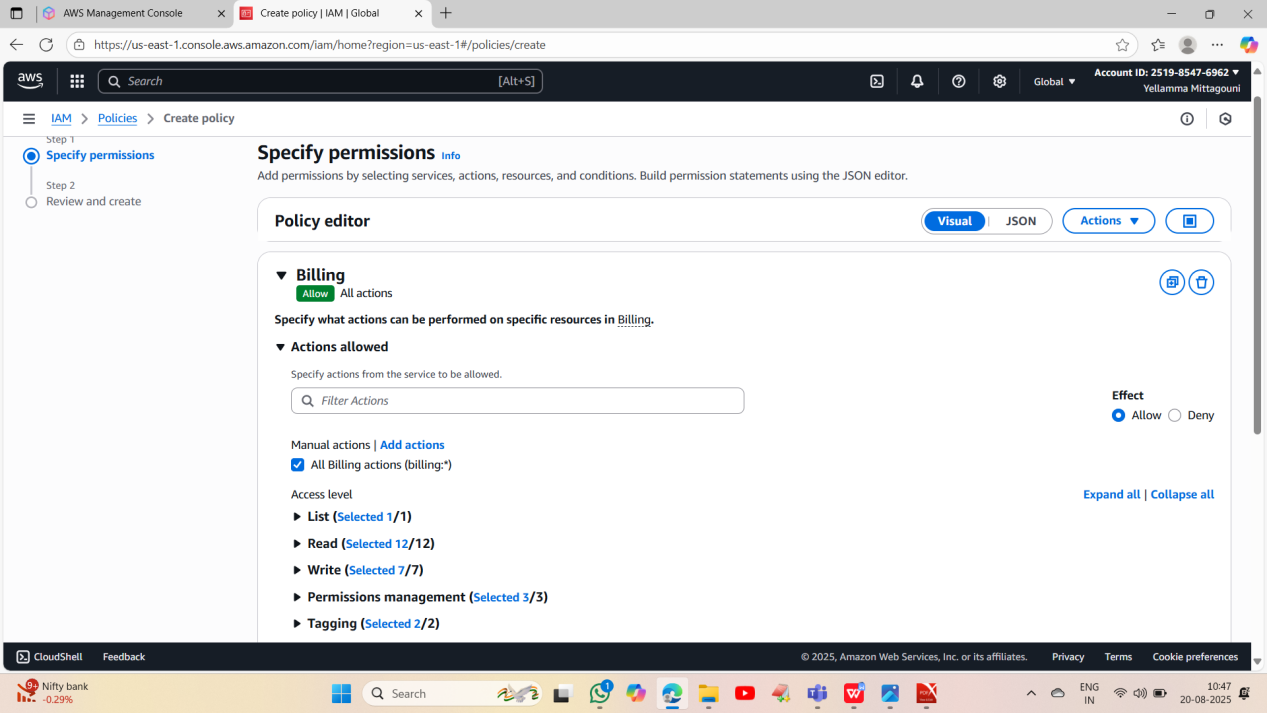 AWS Management Console
Create policy | IAM | Global
https://us-east-1.console.aws.amazon.com/iam/home?region=us-east-1#/policies/create
aws
Search
[Alt+S]
Global
Account ID: 2519-8547-6962
Yellamma Mittagouni
IAM
Policies
Create policy
Step 1
Specify permissions
Step 2
Review and create
Specify permissions Info
Add permissions by selecting services, actions, resources, and conditions. Build permission statements using the JSON editor.
Policy editor
Visual
JSON
Actions
Billing
Allow All actions
Specify what actions can be performed on specific resources in Billing.
Actions allowed
Specify actions from the service to be allowed.
Filter Actions
Effect
Allow
Deny
Manual actions | Add actions
All Billing actions (billing:*)
Access level
Expand all | Collapse all
List (Selected 1/1)
Read (Selected 12/12)
Write (Selected 7/7)
Permissions management (Selected 3/3)
Tagging (Selected 2/2)
CloudShell
Feedback
© 2025, Amazon Web Services, Inc. or its affiliates.
Privacy
Terms
Cookie preferences
9+
Nifty bank
-0.29%
Search
1
ENG
IN
10:47
20-08-2025